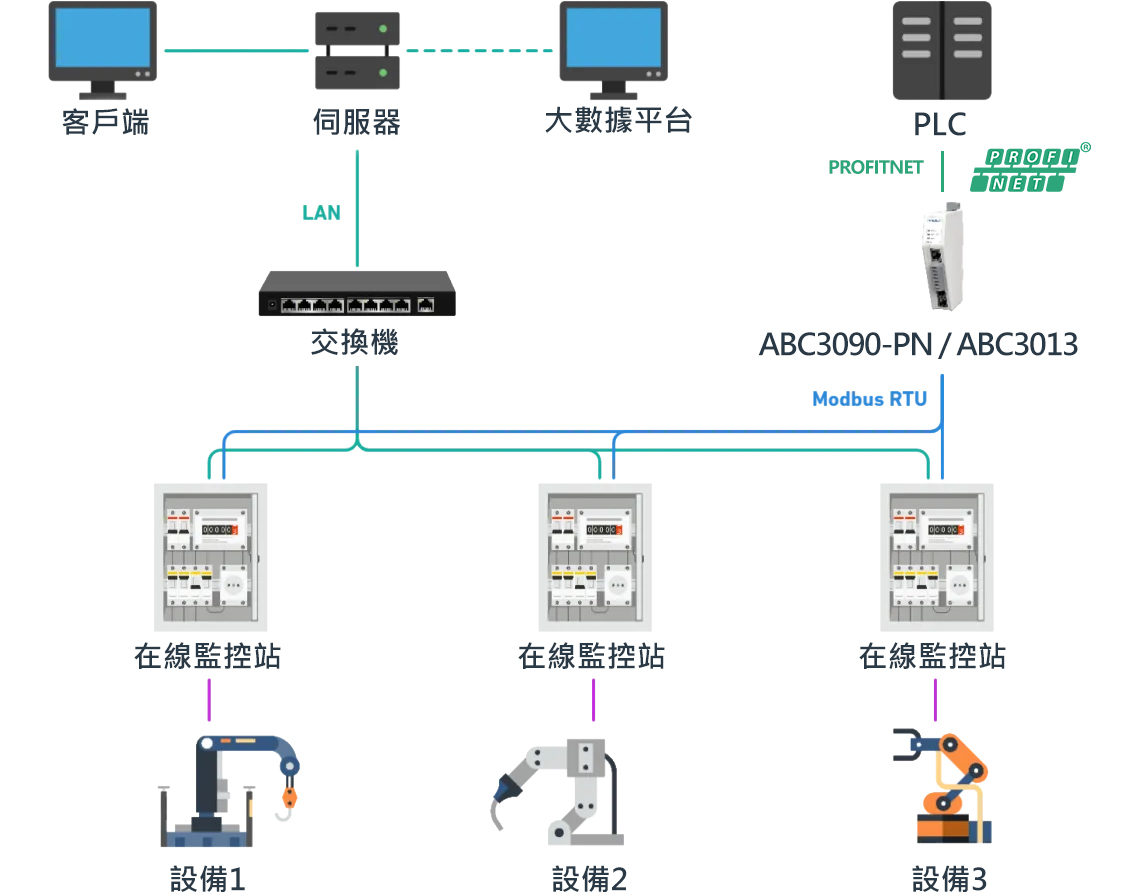 客戶端
伺服器
大數據平台
PLC
PROFITNET
PROFI
NET
®
LAN
交換機
ABC3090-PN / ABC3013
Modbus RTU
在線監控站
在線監控站
在線監控站
設備1
設備2
設備3